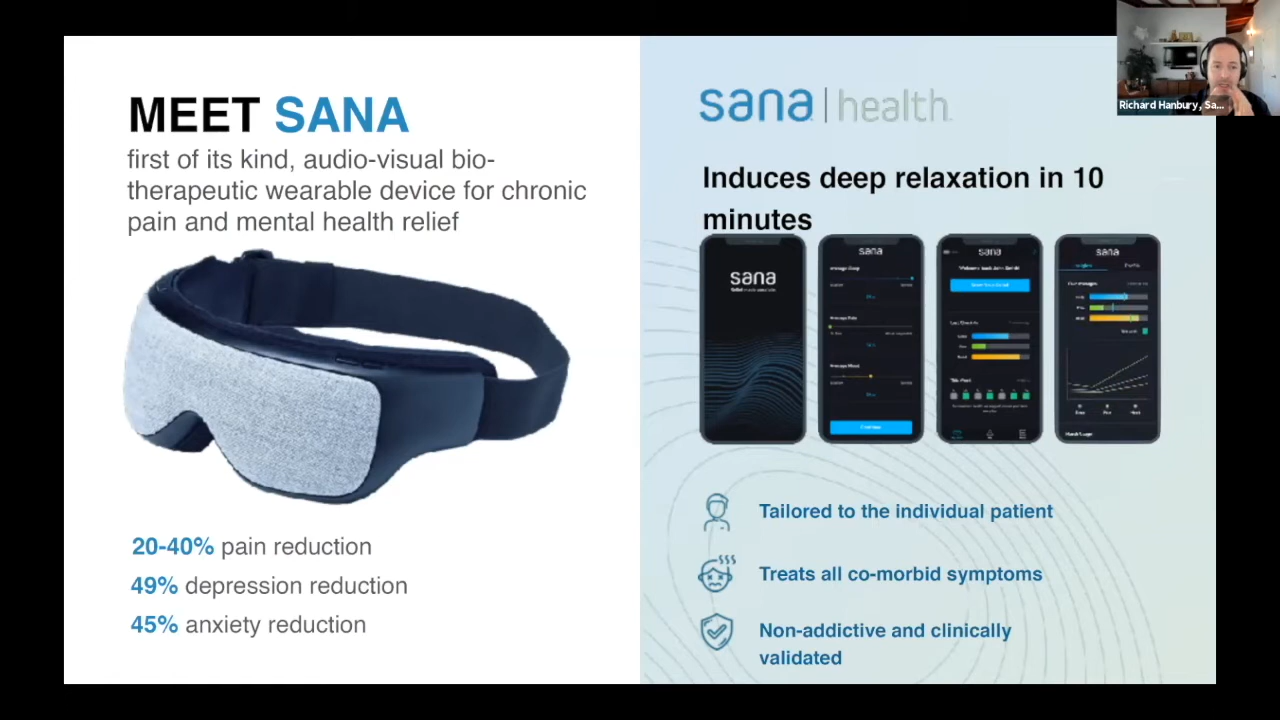 MEET SANA
first of its kind, audio-visual bio-
therapeutic wearable device for chronic
pain and mental health relief
20-40% pain reduction
49% depression reduction
45% anxiety reduction
sana health
Induces deep relaxation in 10
minutes
sana
sana
sana
sana
Continue
Tailored to the individual patient
Treats all co-morbid symptoms
Non-addictive and clinically
validated
Richard Hanbury, Sa...